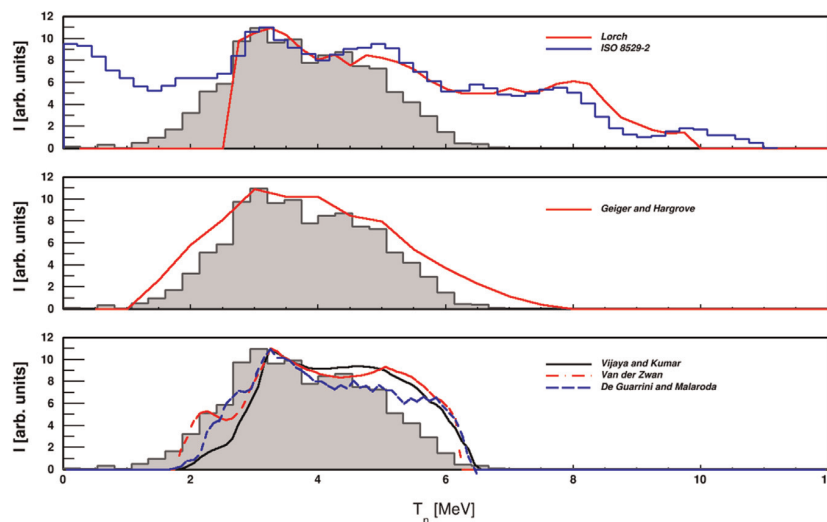 I [arb. units]
12
10
8
6
4
2
0
Lorch
ISO 8529-2
I [arb. units]
12
10
8
6
4
2
0
Geiger and Hargrove
I [arb. units]
12
10
8
6
4
2
0
Vijaya and Kumar
Van der Zwan
De Guarrini and Malaroda
0 2 4 6 8 10 12
T_n [MeV]